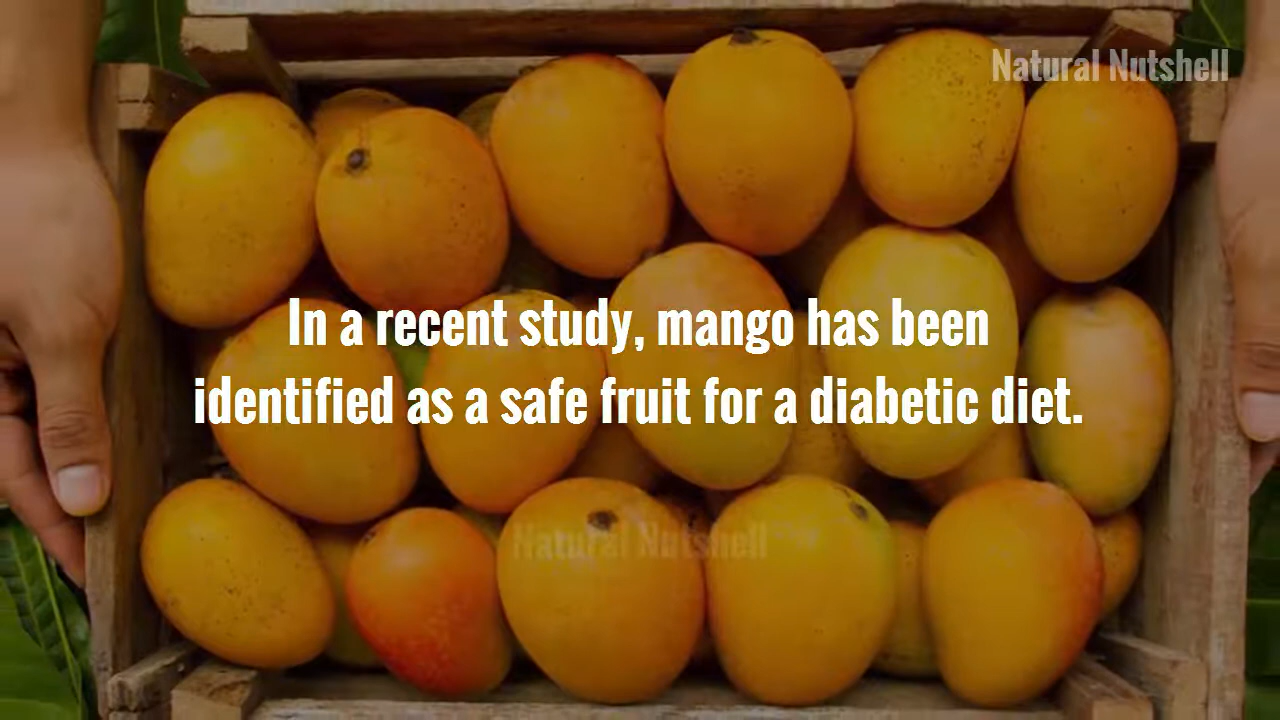 Natural Nutshell
In a recent study, mango has been
identified as a safe fruit for a diabetic diet.
Natural Nutshell